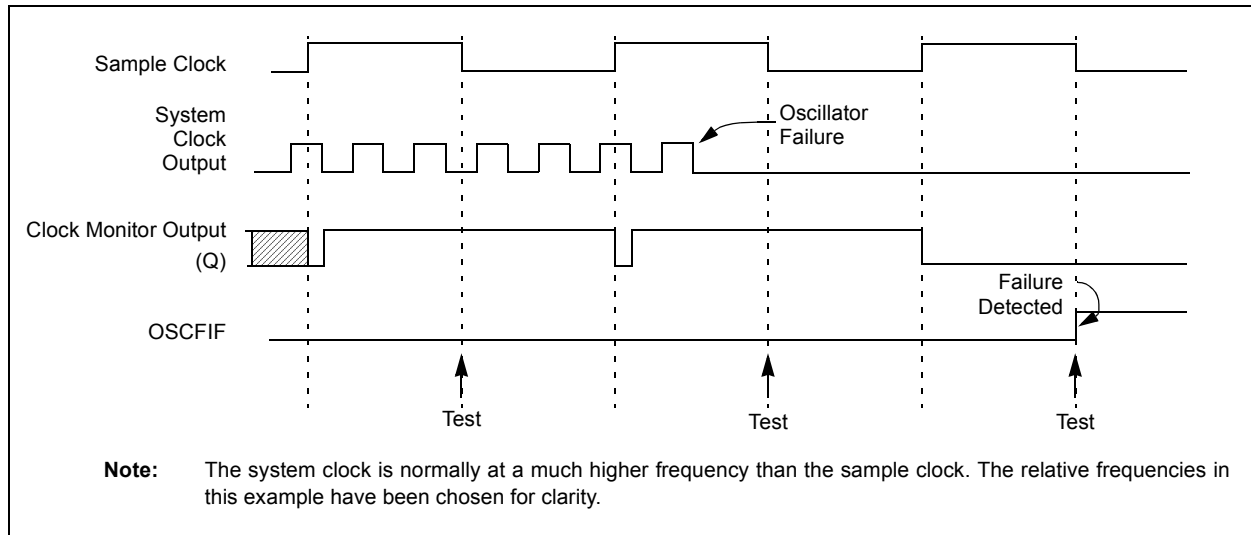 Sample Clock
System
Clock
Output
Oscillator
Failure
Clock Monitor Output
(Q)
Failure
Detected
OSCFIF
Test
Test
Test
Note: The system clock is normally at a much higher frequency than the sample clock. The relative frequencies in
this example have been chosen for clarity.